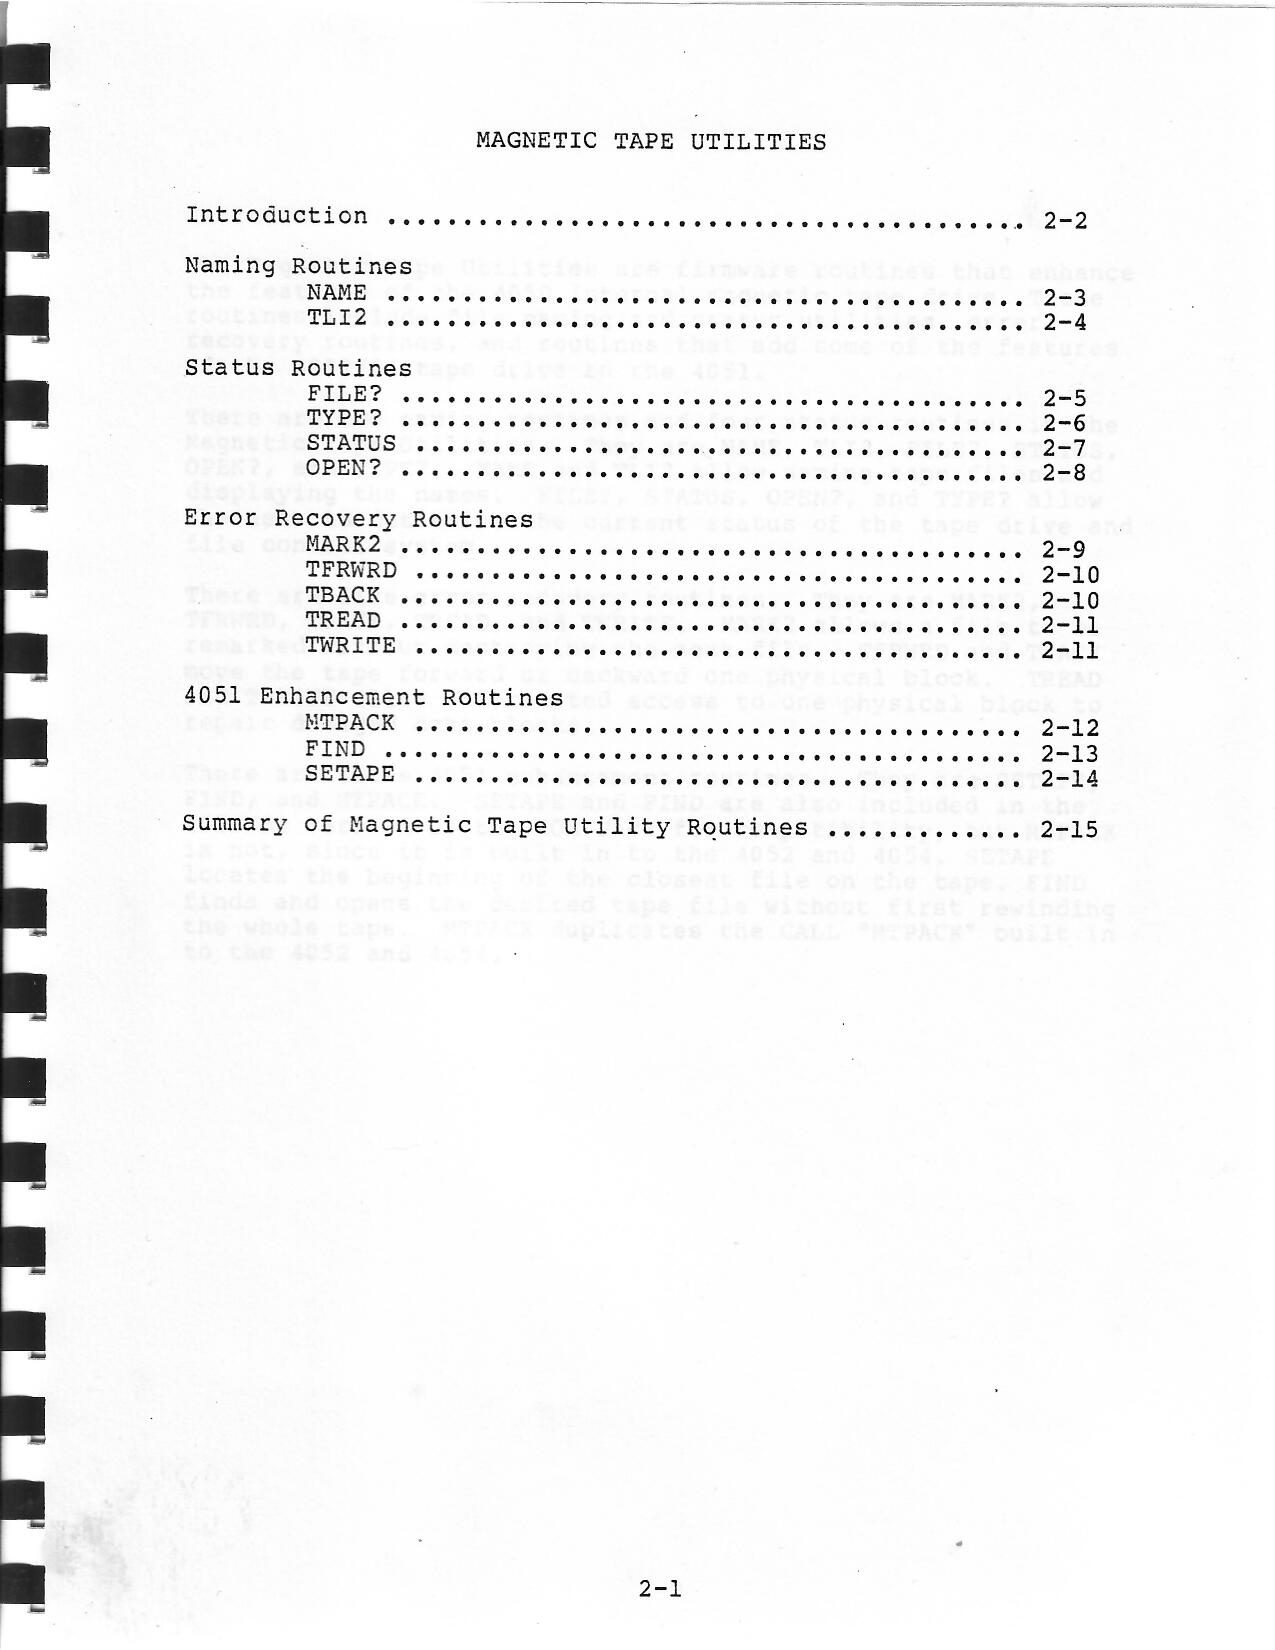 MAGNETIC TAPE UTILITIES
Introduction .......................................... 2-2
Naming Routines
NAME .......................................... 2-3
TLI2 .......................................... 2-4
Status Routines
FILE? ......................................... 2-5
TYPE? ......................................... 2-6
STATUS ........................................ 2-7
OPEN? ......................................... 2-8
Error Recovery Routines
MARK2 ......................................... 2-9
TFRWRD ........................................ 2-10
TBACK ......................................... 2-10
TREAD ......................................... 2-11
TWRITE ........................................ 2-11
4051 Enhancement Routines
MTPACK ........................................ 2-12
FIND .......................................... 2-13
SETAPE ........................................ 2-14
Summary of Magnetic Tape Utility Routines ............. 2-15
2-1